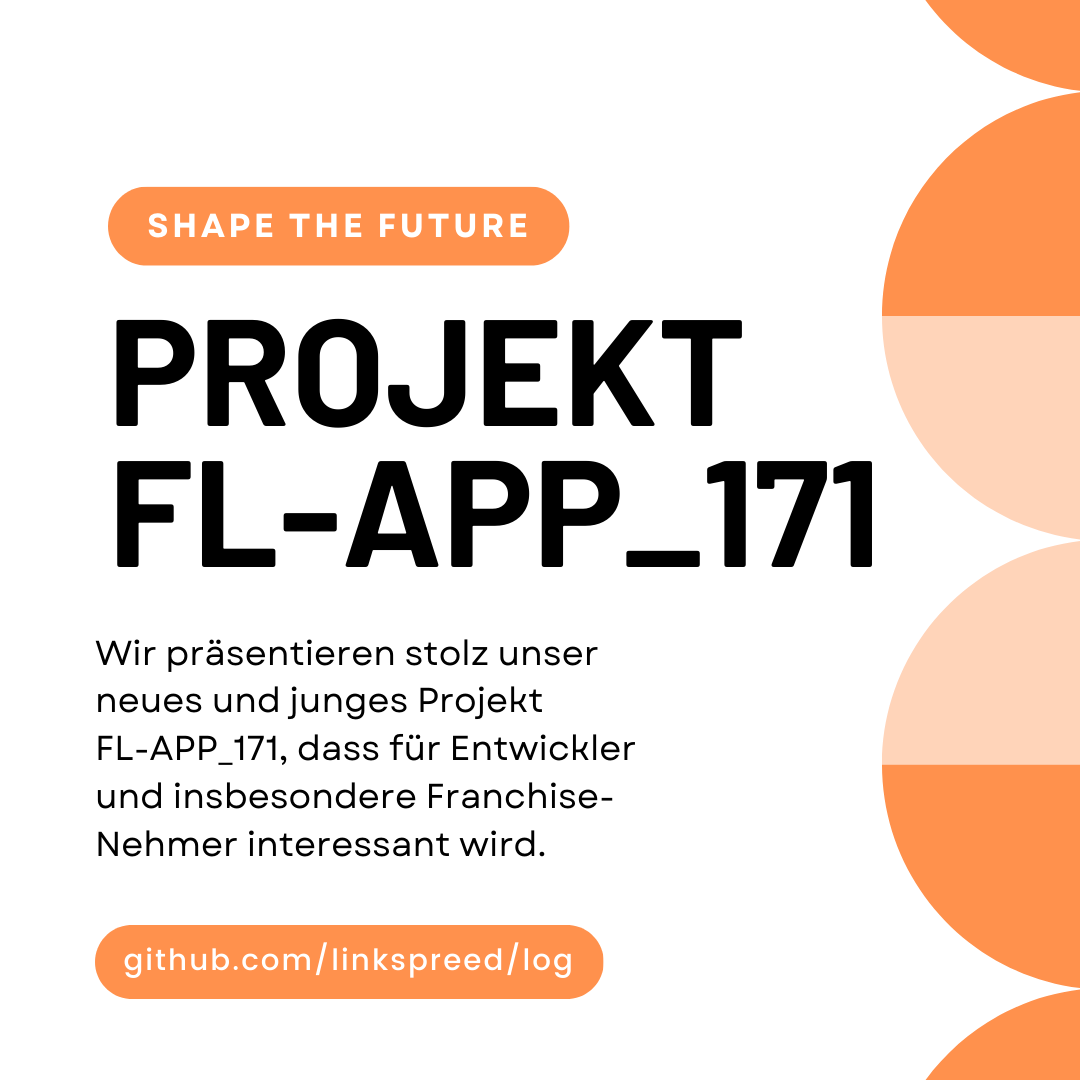 SHAPE THE FUTURE
PROJEKT
FL-APP_171
Wir präsentieren stolz unser
neues und junges Projekt
FL-APP_171, dass für Entwickler
und insbesondere Franchise-
Nehmer interessant wird.
github.com/linkspreed/log